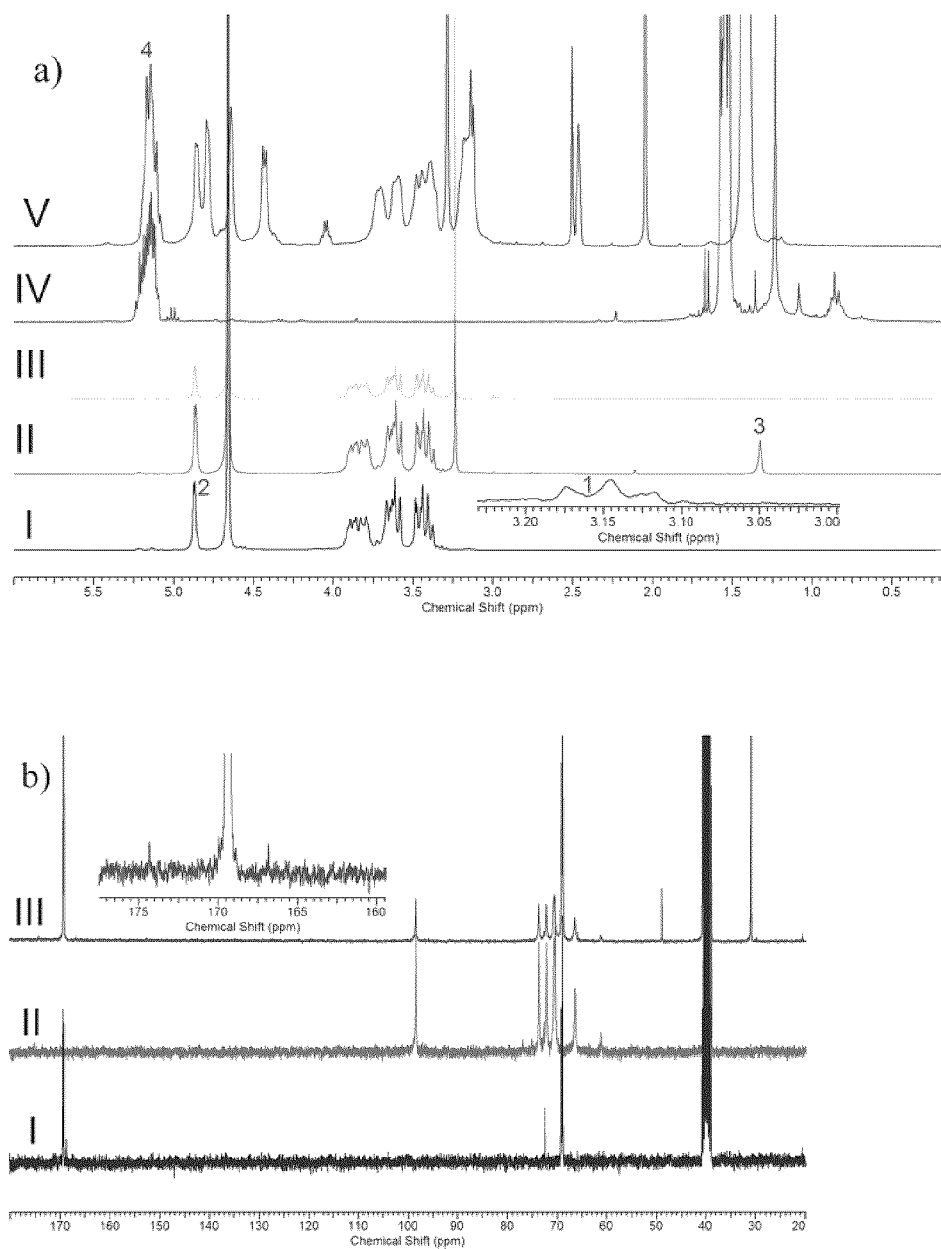 a)
4
V
IV
III
II
3
1
3.20 3.15 3.10 3.05 3.00
Chemical Shift (ppm)
2
I
5.5 5.0 4.5 4.0 3.5 3.0 2.5 2.0 1.5 1.0 0.5
Chemical Shift (ppm)
b)
175 170 165 160
Chemical Shift (ppm)
III
II
I
170 160 150 140 130 120 110 100 90 80 70 60 50 40 30 20
Chemical Shift (ppm)